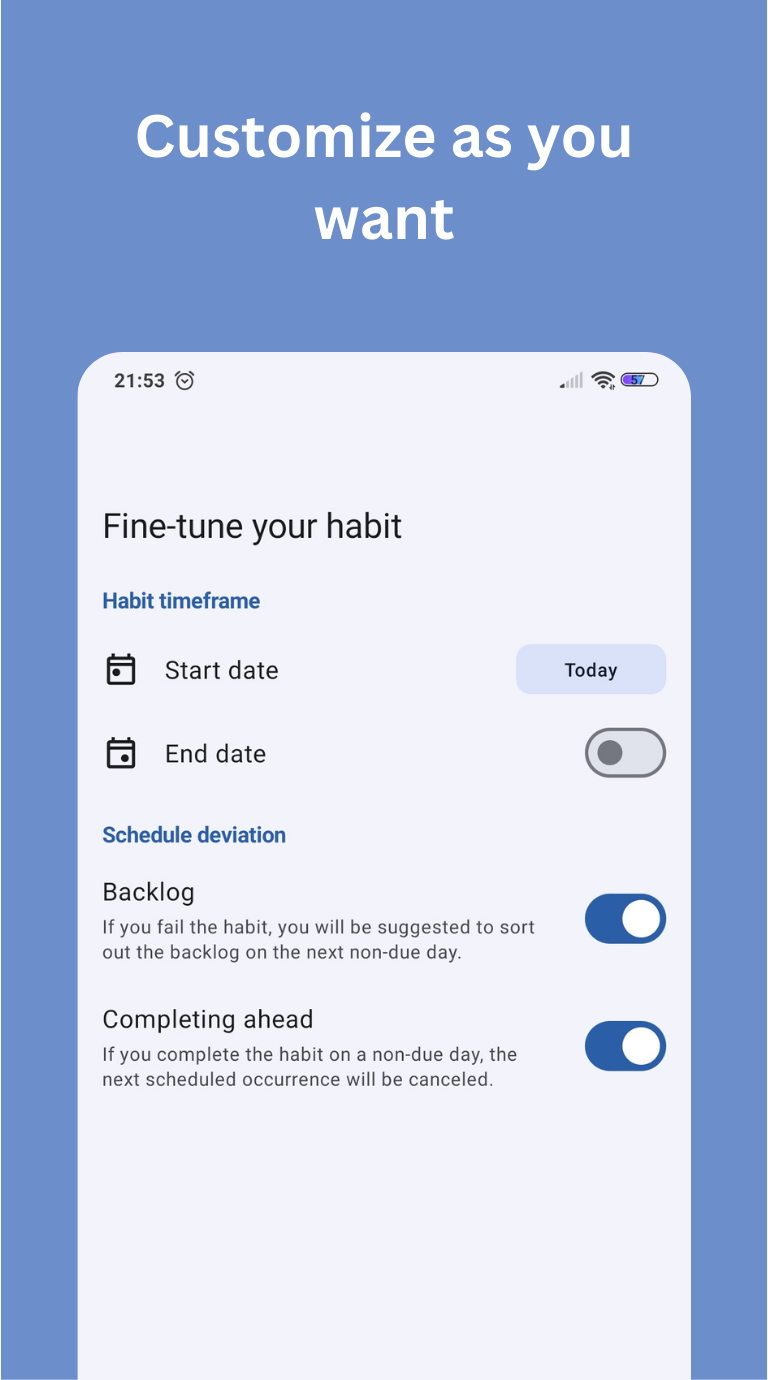 Customize as you
want
21:53
57
Fine-tune your habit
Habit timeframe
Start date
Today
End date
Schedule deviation
Backlog
If you fail the habit, you will be suggested to sort
out the backlog on the next non-due day.
Completing ahead
If you complete the habit on a non-due day, the
next scheduled occurrence will be canceled.